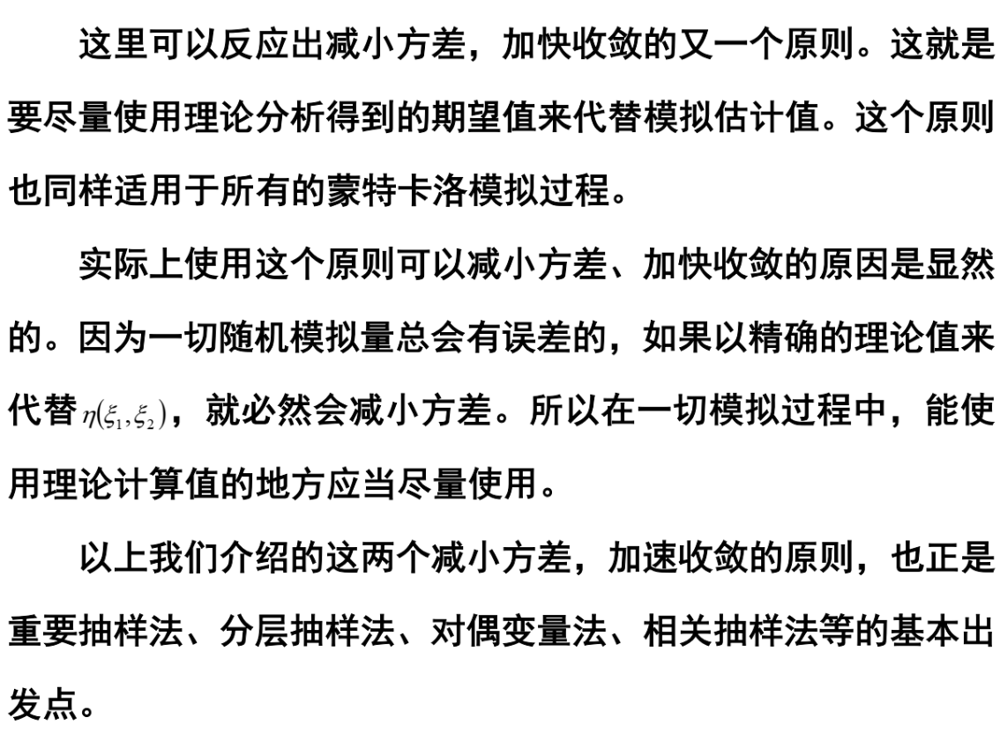 这里可以反应出减小方差，加快收敛的又一个原则。这就是
要尽量使用理论分析得到的期望值来代替模拟估计值。这个原则
也同样适用于所有的蒙特卡洛模拟过程。
实际上使用这个原则可以减小方差、加快收敛的原因是显然
的。因为一切随机模拟量总会有误差的，如果以精确的理论值来
代替η(ξ₁,ξ₂)，就必然会减小方差。所以在一切模拟过程中，能使
用理论计算值的地方应当尽量使用。
以上我们介绍的这两个减小方差，加速收敛的原则，也正是
重要抽样法、分层抽样法、对偶变量法、相关抽样法等的基本出
发点。